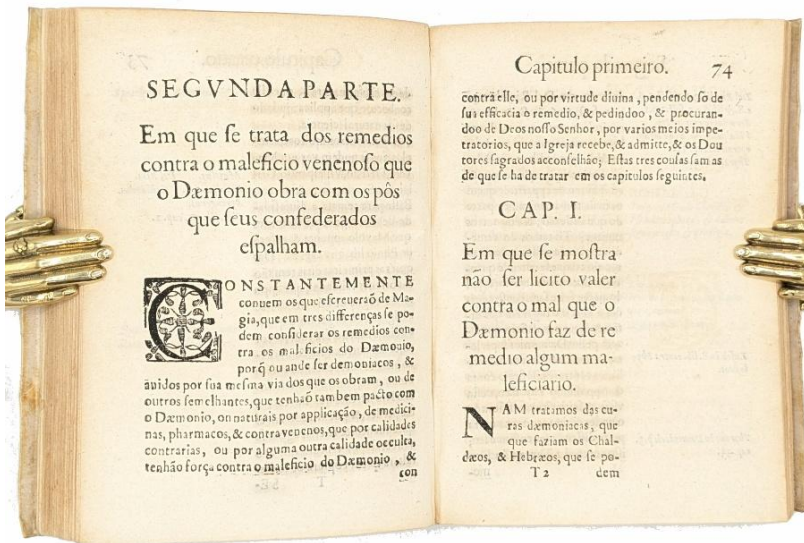 SEGVNDA PARTE.
Em que ſe trata dos remedios
contra o maleficio venenoſo que
o Dæmonio obra com os pôs
que ſeus confederados
eſpalham.
CONSTANTEMENTE
conuem os que eſcreuerão de Ma-
gia, que em tres differenças ſe po-
dem conſiderar os remedios con-
tra os maleficios do Dæmonio,
porq̃ ou ande ſer demoniacos, &
auidos por ſua meſma via dos que os obram, ou de
outros ſemelhantes, que tenhaõ tambem pacto com
o Dæmonio, on naturais por applicação, de medici-
nas, pharmacos, & contravenenos, que por calidades
contrarias, ou por alguma outra calidade occulta,
tenhão força contra o maleficio do Dæmonio, &
con
Capitulo primeiro. 74
contra elle, ou por virtude diuina, pendendo ſo de
ſua efficacia o remedio, & pedindoo, & procuran-
doo de Deos noſſo Senhor, por varios meios impe-
tratorios, que a Igreja recebe, & admitte, & os Dou
tores ſagrados acconſelhão; Eſtas tres couſas ſam as
de que ſe ha de tratar em os capitulos ſeguintes.
CAP. I.
Em que ſe moſtra
não ſer licito valer
contra o mal que o
Dæmonio faz de re
medio algum ma-
leficiario.
NAM tratamos das cu-
ras dæmoniacas, que
que faziam os Chal-
dæos, & Hebræos, que ſe po-
T 2 dem